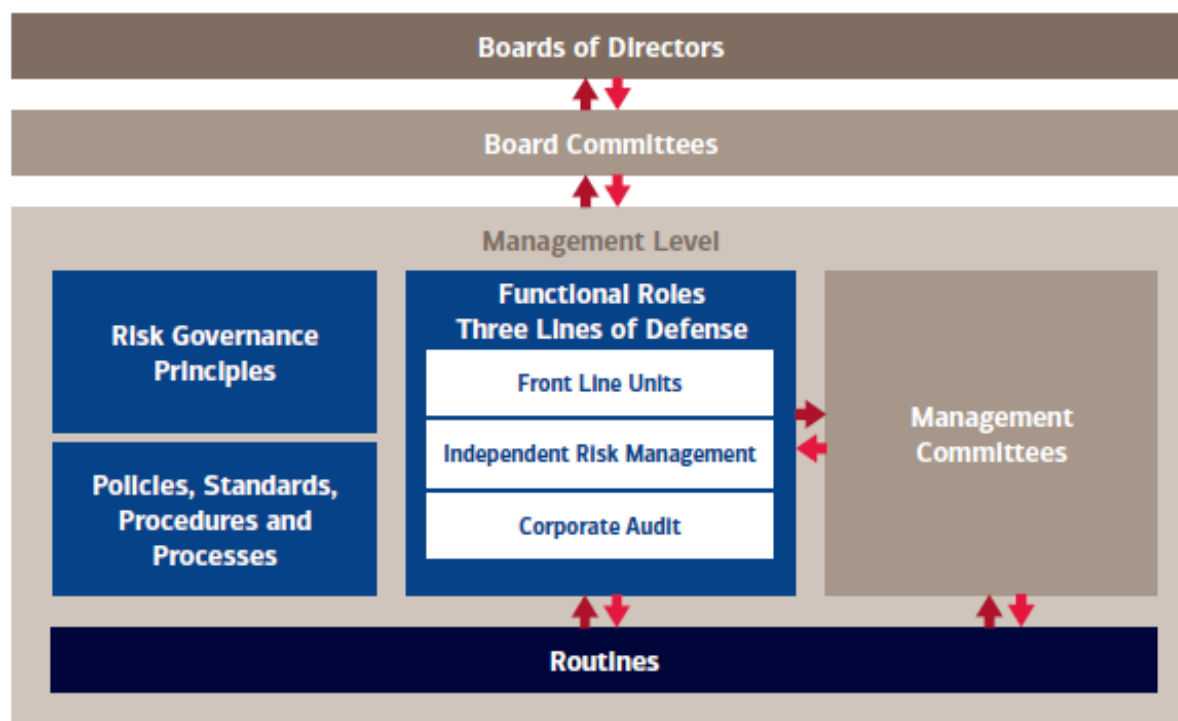 Boards of Directors
Board Committees
Management Level
Risk Governance
Principles
Policies, Standards,
Procedures and
Processes
Functional Roles
Three Lines of Defense
Front Line Units
Independent Risk Management
Corporate Audit
Management
Committees
Routines